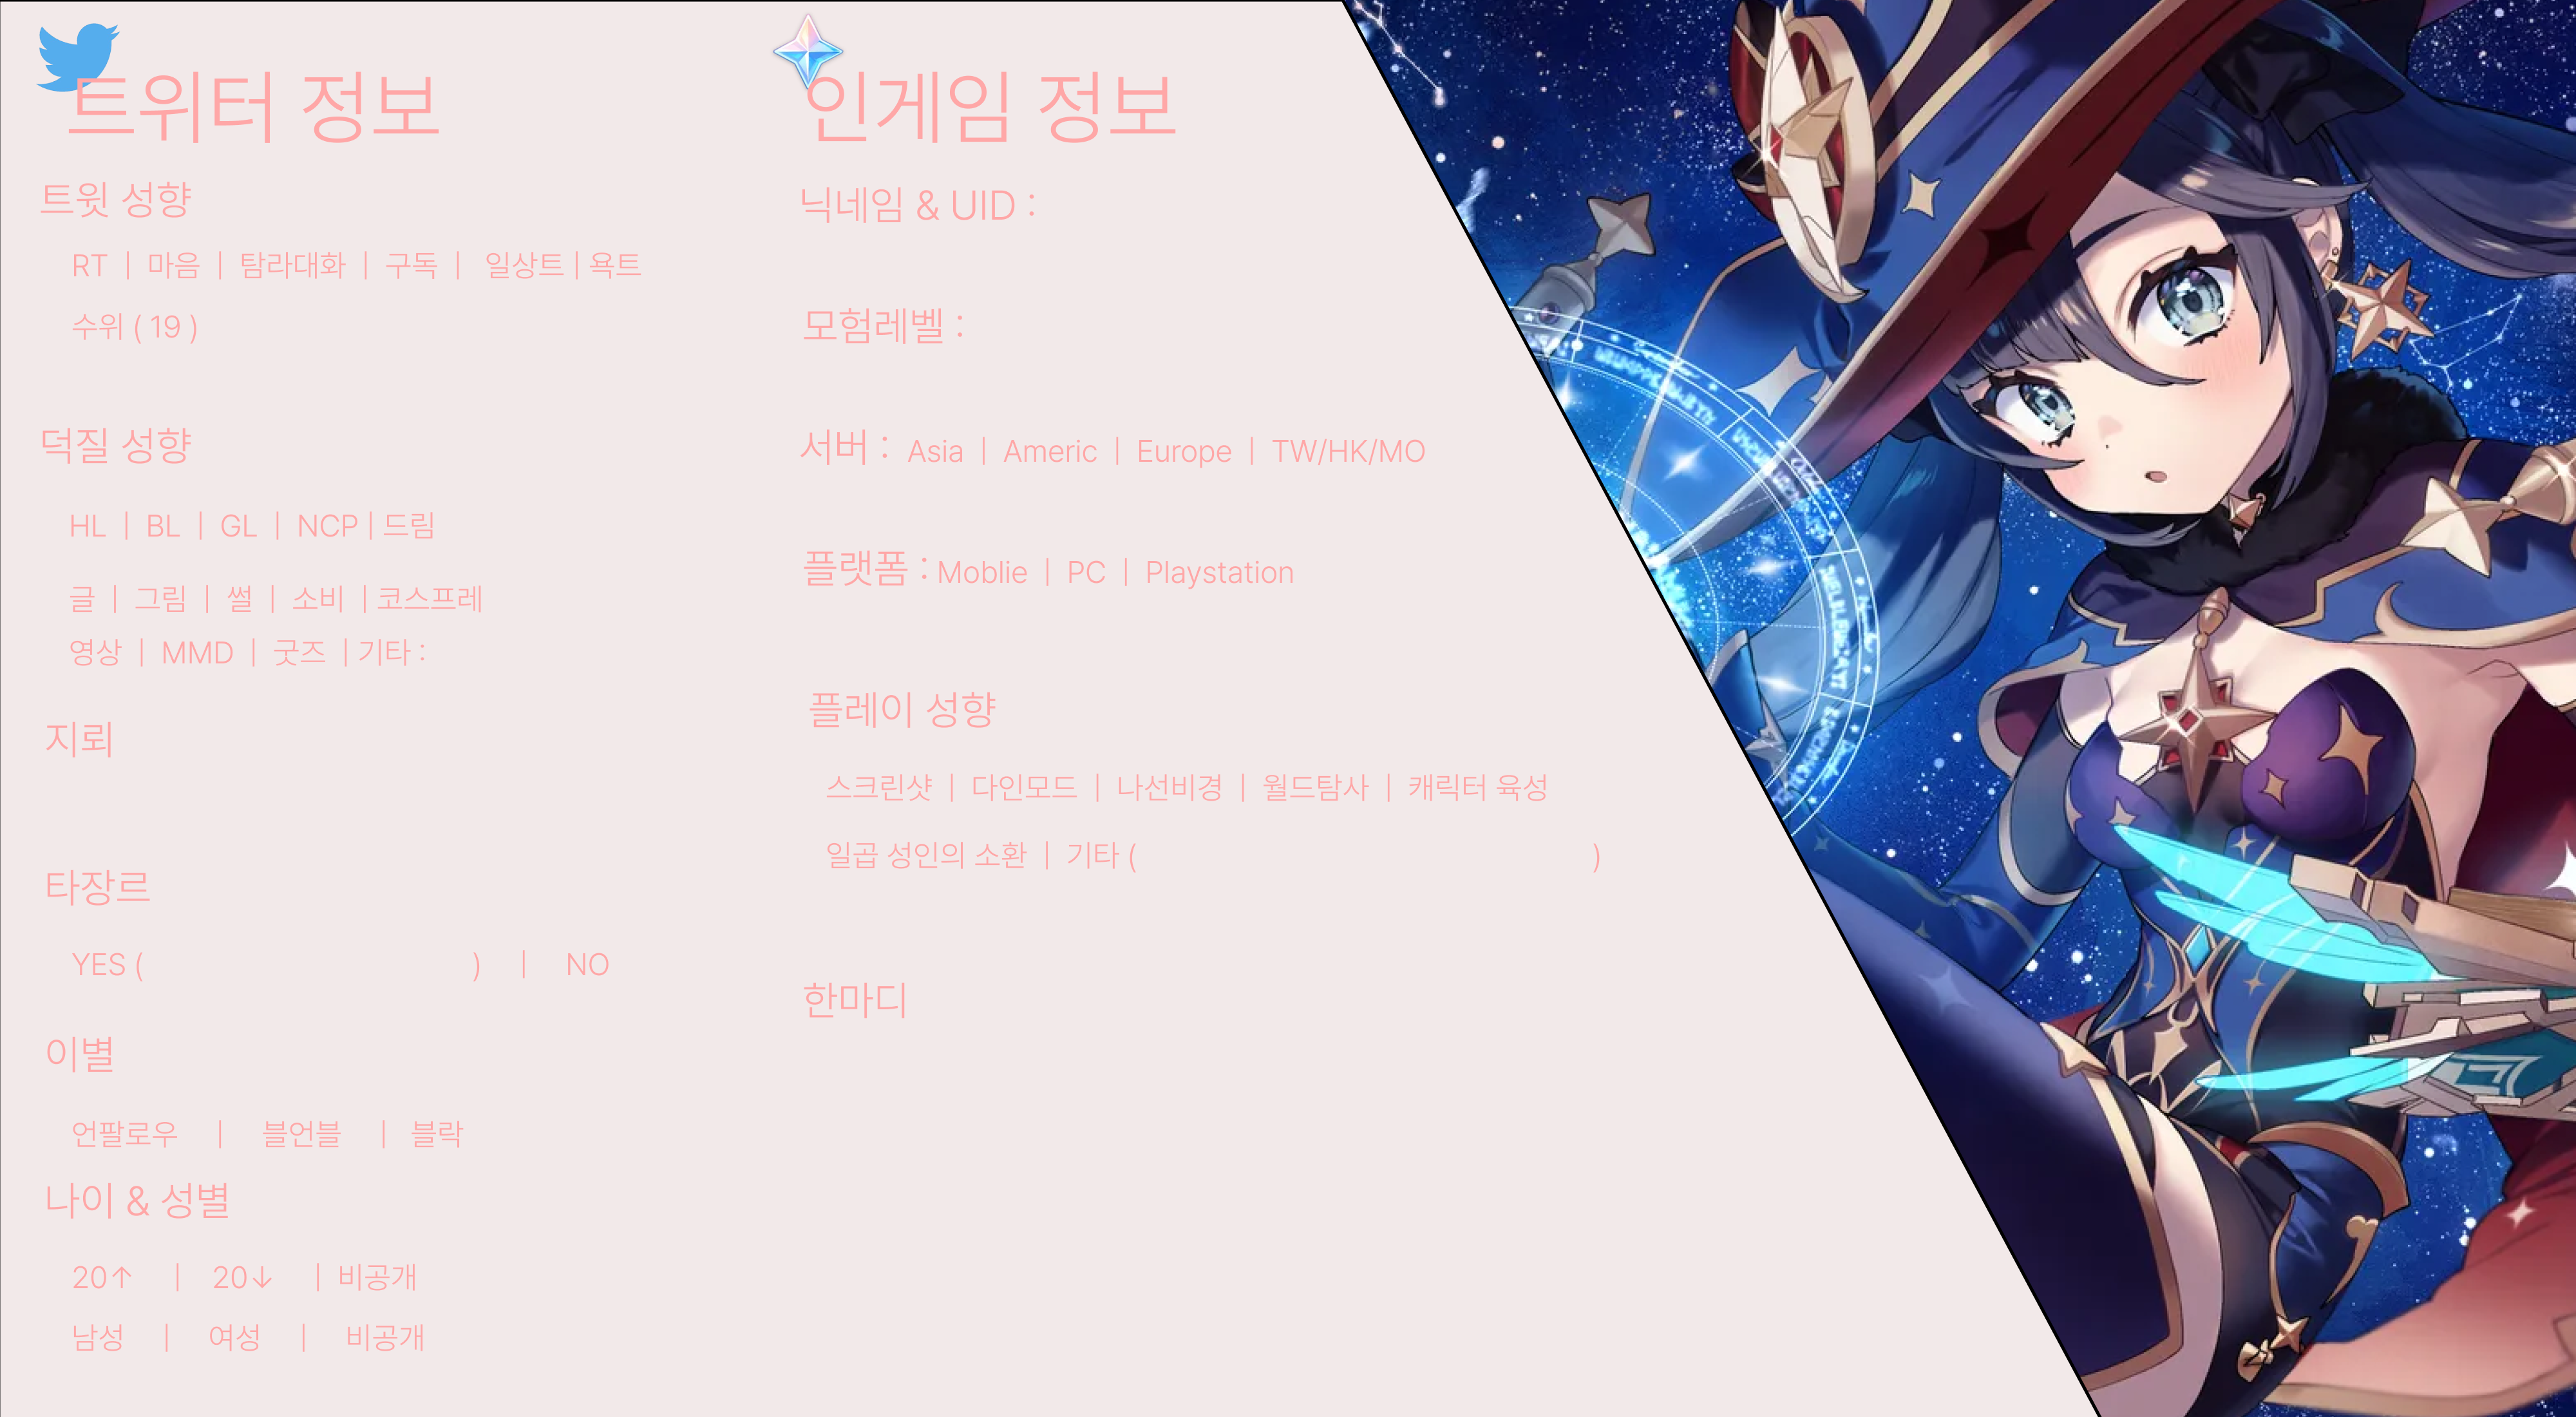 트위터 정보
트윗 성향
RT | 마음 | 탐라대화 | 구독 | 일상트 | 욕트
수위 ( 19 )
덕질 성향
HL | BL | GL | NCP | 드림
글 | 그림 | 썰 | 소비 | 코스프레
영상 | MMD | 굿즈 | 기타 :
지뢰
타장르
YES ( ) | NO
이별
언팔로우 | 블언블 | 블락
나이 & 성별
20↑ | 20↓ | 비공개
남성 | 여성 | 비공개
인게임 정보
닉네임 & UID :
모험레벨 :
서버 : Asia | Americ | Europe | TW/HK/MO
플랫폼 : Moblie | PC | Playstation
플레이 성향
스크린샷 | 다인모드 | 나선비경 | 월드탐사 | 캐릭터 육성
일곱 성인의 소환 | 기타 ( )
한마디